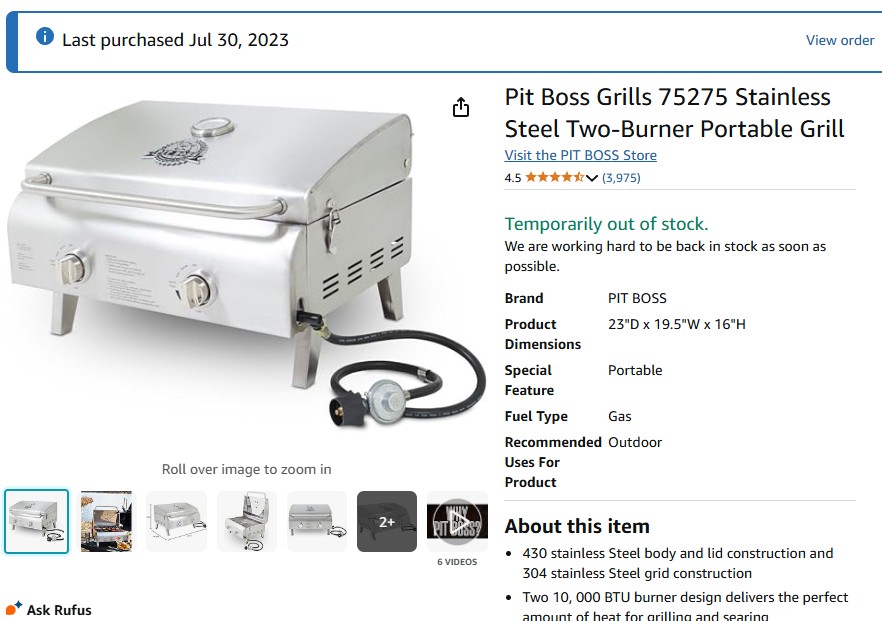 Last purchased Jul 30, 2023
View order
Pit Boss Grills 75275 Stainless
Steel Two-Burner Portable Grill
Visit the PIT BOSS Store
4.5 (3,975)
Temporarily out of stock.
We are working hard to be back in stock as soon as
possible.
Brand PIT BOSS
Product 23"D x 19.5"W x 16"H
Dimensions
Special Portable
Feature
Fuel Type Gas
Recommended Outdoor
Uses For
Product
About this item
430 stainless Steel body and lid construction and
304 stainless Steel grid construction
Two 10, 000 BTU burner design delivers the perfect
amount of heat for grilling and searing
Roll over image to zoom in
2+
WHY
PIT BOSS?
6 VIDEOS
Ask Rufus